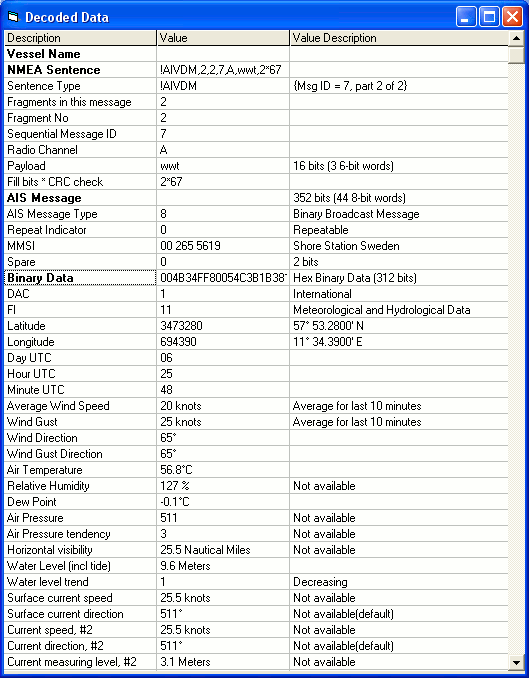 Decoded Data
Description Value Value Description
Vessel Name
NMEA Sentence !AIVDM,2,2,7,A,wwt,2*67
Sentence Type !AIVDM {Msg ID = 7, part 2 of 2}
Fragments in this message 2
Fragment No 2
Sequential Message ID 7
Radio Channel A
Payload wwt 16 bits (3 6-bit words)
Fill bits * CRC check 2*67
AIS Message 352 bits (44 8-bit words)
AIS Message Type 8 Binary Broadcast Message
Repeat Indicator 0 Repeatable
MMSI 00 265 5619 Shore Station Sweden
Spare 0 2 bits
Binary Data 004B34FF80054C3B1B38 Hex Binary Data (312 bits)
DAC 1 International
FI 11 Meteorological and Hydrological Data
Latitude 3473280 57° 53.2800' N
Longitude 694390 11° 34.3900' E
Day UTC 06
Hour UTC 25
Minute UTC 48
Average Wind Speed 20 knots Average for last 10 minutes
Wind Gust 25 knots Average for last 10 minutes
Wind Direction 65°
Wind Gust Direction 65°
Air Temperature 56.8°C
Relative Humidity 127 % Not available
Dew Point -0.1°C
Air Pressure 511 Not available
Air Pressure tendency 3 Not available
Horizontal visibility 25.5 Nautical Miles Not available
Water Level (incl tide) 9.6 Meters
Water level trend 1 Decreasing
Surface current speed 25.5 knots Not available
Surface current direction 511° Not available(default)
Current speed, #2 25.5 knots Not available
Current direction, #2 511° Not available(default)
Current measuring level, #2 3.1 Meters Not available